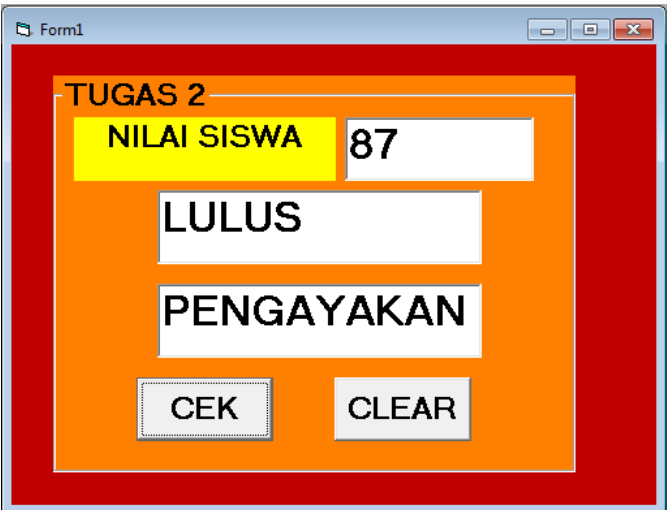 Form1
TUGAS 2
NILAI SISWA 87
LULUS
PENGAYAKAN
CEK CLEAR